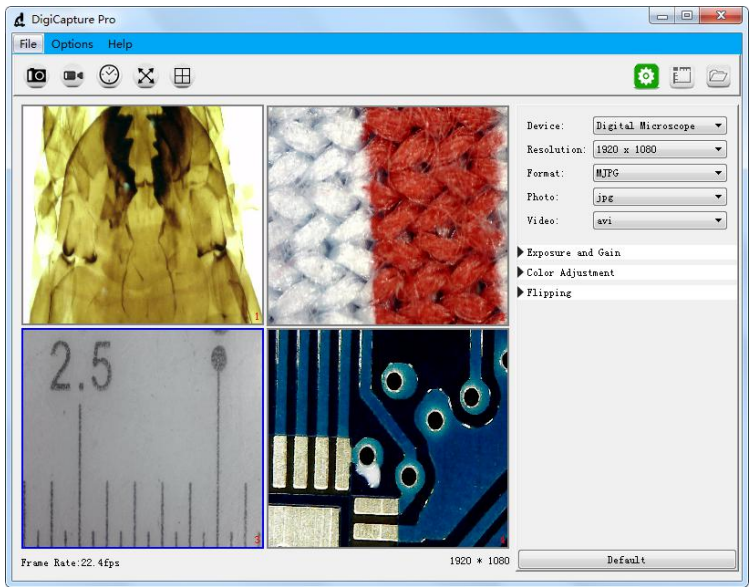 DigiCapture Pro
File Options Help
Device: Digital Microscope
Resolution: 1920 x 1080
Format: MJPG
Photo: jpg
Video: avi
Exposure and Gain
Color Adjustment
Flipping
1
2.5
3
4
Frame Rate:22.4fps
1920 * 1080
Default